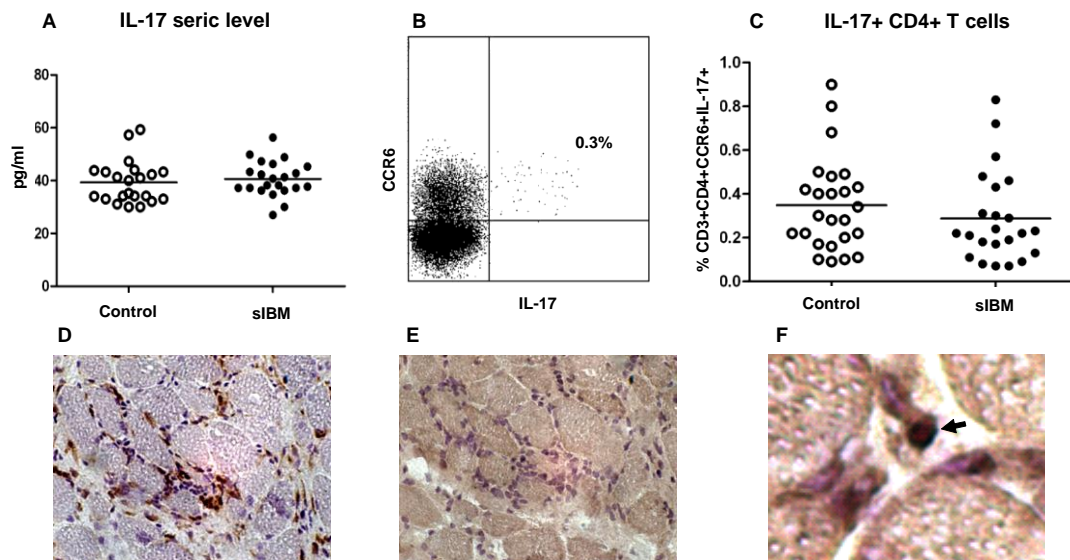 A
IL-17 seric level
80
60
40
20
0
pg/ml
Control
sIBM
B
CCR6
0.3%
IL-17
C
IL-17+ CD4+ T cells
1.0
0.8
0.6
0.4
0.2
0.0
% CD3+CD4+CCR6+IL-17+
Control
sIBM
D
E
F